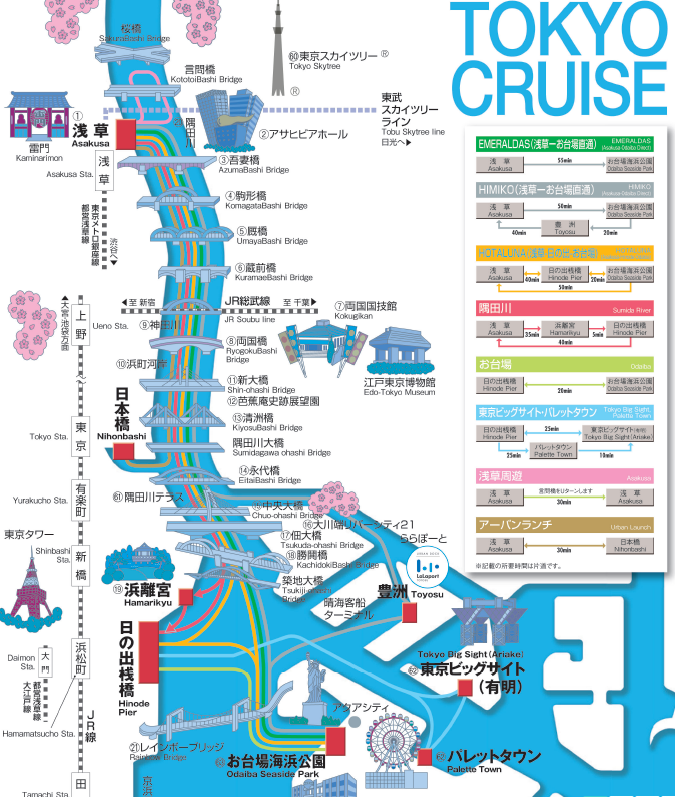 TOKYO
CRUISE
桜橋
SakuraBashi Bridge
言問橋
KototoiBashi Bridge
⑥⓪東京スカイツリー®
Tokyo Skytree
®
東武
スカイツリー
ライン
Tobu Skytree line
日光へ▶
雷門
Kaminarimon
①
浅草
Asakusa
隅田川
②アサヒビアホール
Asakusa Sta.
浅草
③吾妻橋
AzumaBashi Bridge
④駒形橋
KomagataBashi Bridge
東京メトロ銀座線
都営浅草線
渋谷へ▼
⑤厩橋
UmayaBashi Bridge
⑥蔵前橋
KuramaeBashi Bridge
◀至 新宿
JR総武線
至 千葉▶
JR Soubu line
▲大宮・池袋方面
Ueno Sta.
上野
⑨神田川
⑦両国国技館
Kokugikan
⑧両国橋
RyogokuBashi
Bridge
⑩浜町河岸
江戸東京博物館
Edo-Tokyo Museum
⑪新大橋
Shin-ohashi Bridge
⑫芭蕉庵史跡展望園
日本橋
Nihonbashi
⑬清洲橋
KiyosuBashi Bridge
Tokyo Sta.
東京
隅田川大橋
Sumidagawa ohashi Bridge
⑭永代橋
EitaiBashi Bridge
Yurakucho Sta.
有楽町
㊶隅田川テラス
⑮中央大橋
Chuo-ohashi Bridge
⑯大川端リバーシティ21
⑰佃大橋
Tsukuda-ohashi Bridge
⑱勝鬨橋
KachidokiBashi Bridge
ららぽーと
LaLaport
東京タワー
Shinbashi
Sta.
新橋
築地大橋
Tsukiji-ohashi
Bridge
⑲浜離宮
Hamarikyu
豊洲 Toyosu
晴海客船
ターミナル
日の出桟橋
Hinode
Pier
Daimon
Sta.
大門
浜松町
都営浅草線
大江戸線
Hamamatsucho Sta.
JR線
Tokyo Big Sight (Ariake)
㊷東京ビッグサイト
(有明)
アクアシティ
㉑レインボーブリッジ
Rainbow Bridge
お台場海浜公園
Odaiba Seaside Park
パレットタウン
Palette Town
Tamachi Sta.
田
京浜
EMERALDAS(浅草ーお台場直通)
EMERALDAS
(Asakusa-Odaiba Direct)
浅草
Asakusa
55min
お台場海浜公園
Odaiba Seaside Park
HIMIKO(浅草ーお台場直通)
HIMIKO
(Asakusa-Odaiba Direct)
浅草
Asakusa
50min
お台場海浜公園
Odaiba Seaside Park
40min
豊洲
Toyosu
20min
HOTALUNA(浅草・日の出・お台場)
HOTALUNA
浅草
Asakusa
40min
日の出桟橋
Hinode Pier
20min
お台場海浜公園
Odaiba Seaside Park
50min
隅田川
Sumida River
浅草
Asakusa
35min
浜離宮
Hamarikyu
5min
日の出桟橋
Hinode Pier
40min
お台場
Odaiba
日の出桟橋
Hinode Pier
20min
お台場海浜公園
Odaiba Seaside Park
東京ビッグサイト・パレットタウン
Tokyo Big Sight,
Palette Town
日の出桟橋
Hinode Pier
25min
東京ビッグサイト(有明)
Tokyo Big Sight (Ariake)
25min
パレットタウン
Palette Town
10min
浅草周遊
Asakusa
浅草
Asakusa
言問橋をUターンします
30min
浅草
Asakusa
アーバンランチ
Urban Launch
浅草
Asakusa
30min
日本橋
Nihonbashi
※記載の所要時間は片道です。